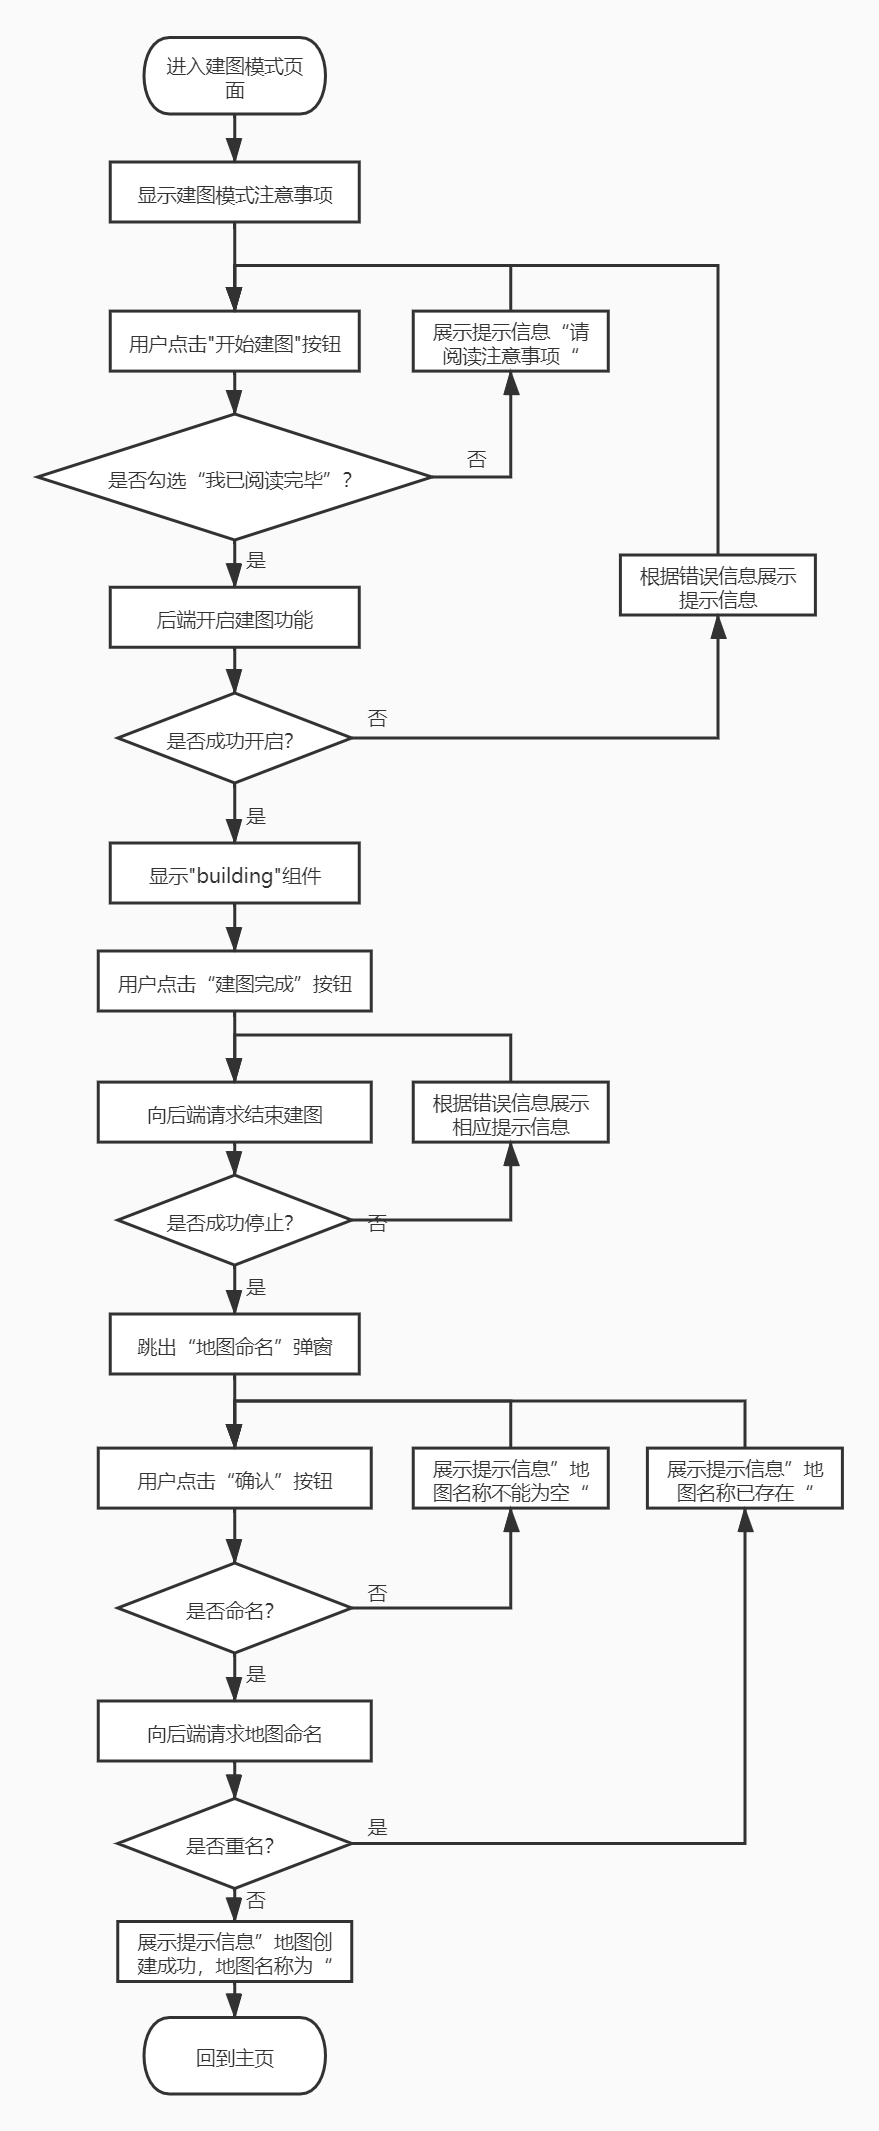 进入建图模式页
面
显示建图模式注意事项
用户点击"开始建图"按钮
展示提示信息“请
阅读注意事项“
是否勾选“我已阅读完毕”？
否
是
根据错误信息展示
提示信息
后端开启建图功能
是否成功开启？
否
是
显示"building"组件
用户点击“建图完成”按钮
向后端请求结束建图
根据错误信息展示
相应提示信息
是否成功停止？
否
是
跳出“地图命名”弹窗
用户点击“确认”按钮
展示提示信息”地
图名称不能为空“
展示提示信息”地
图名称已存在“
是否命名？
否
是
向后端请求地图命名
是否重名？
是
否
展示提示信息”地图创
建成功，地图名称为“
回到主页